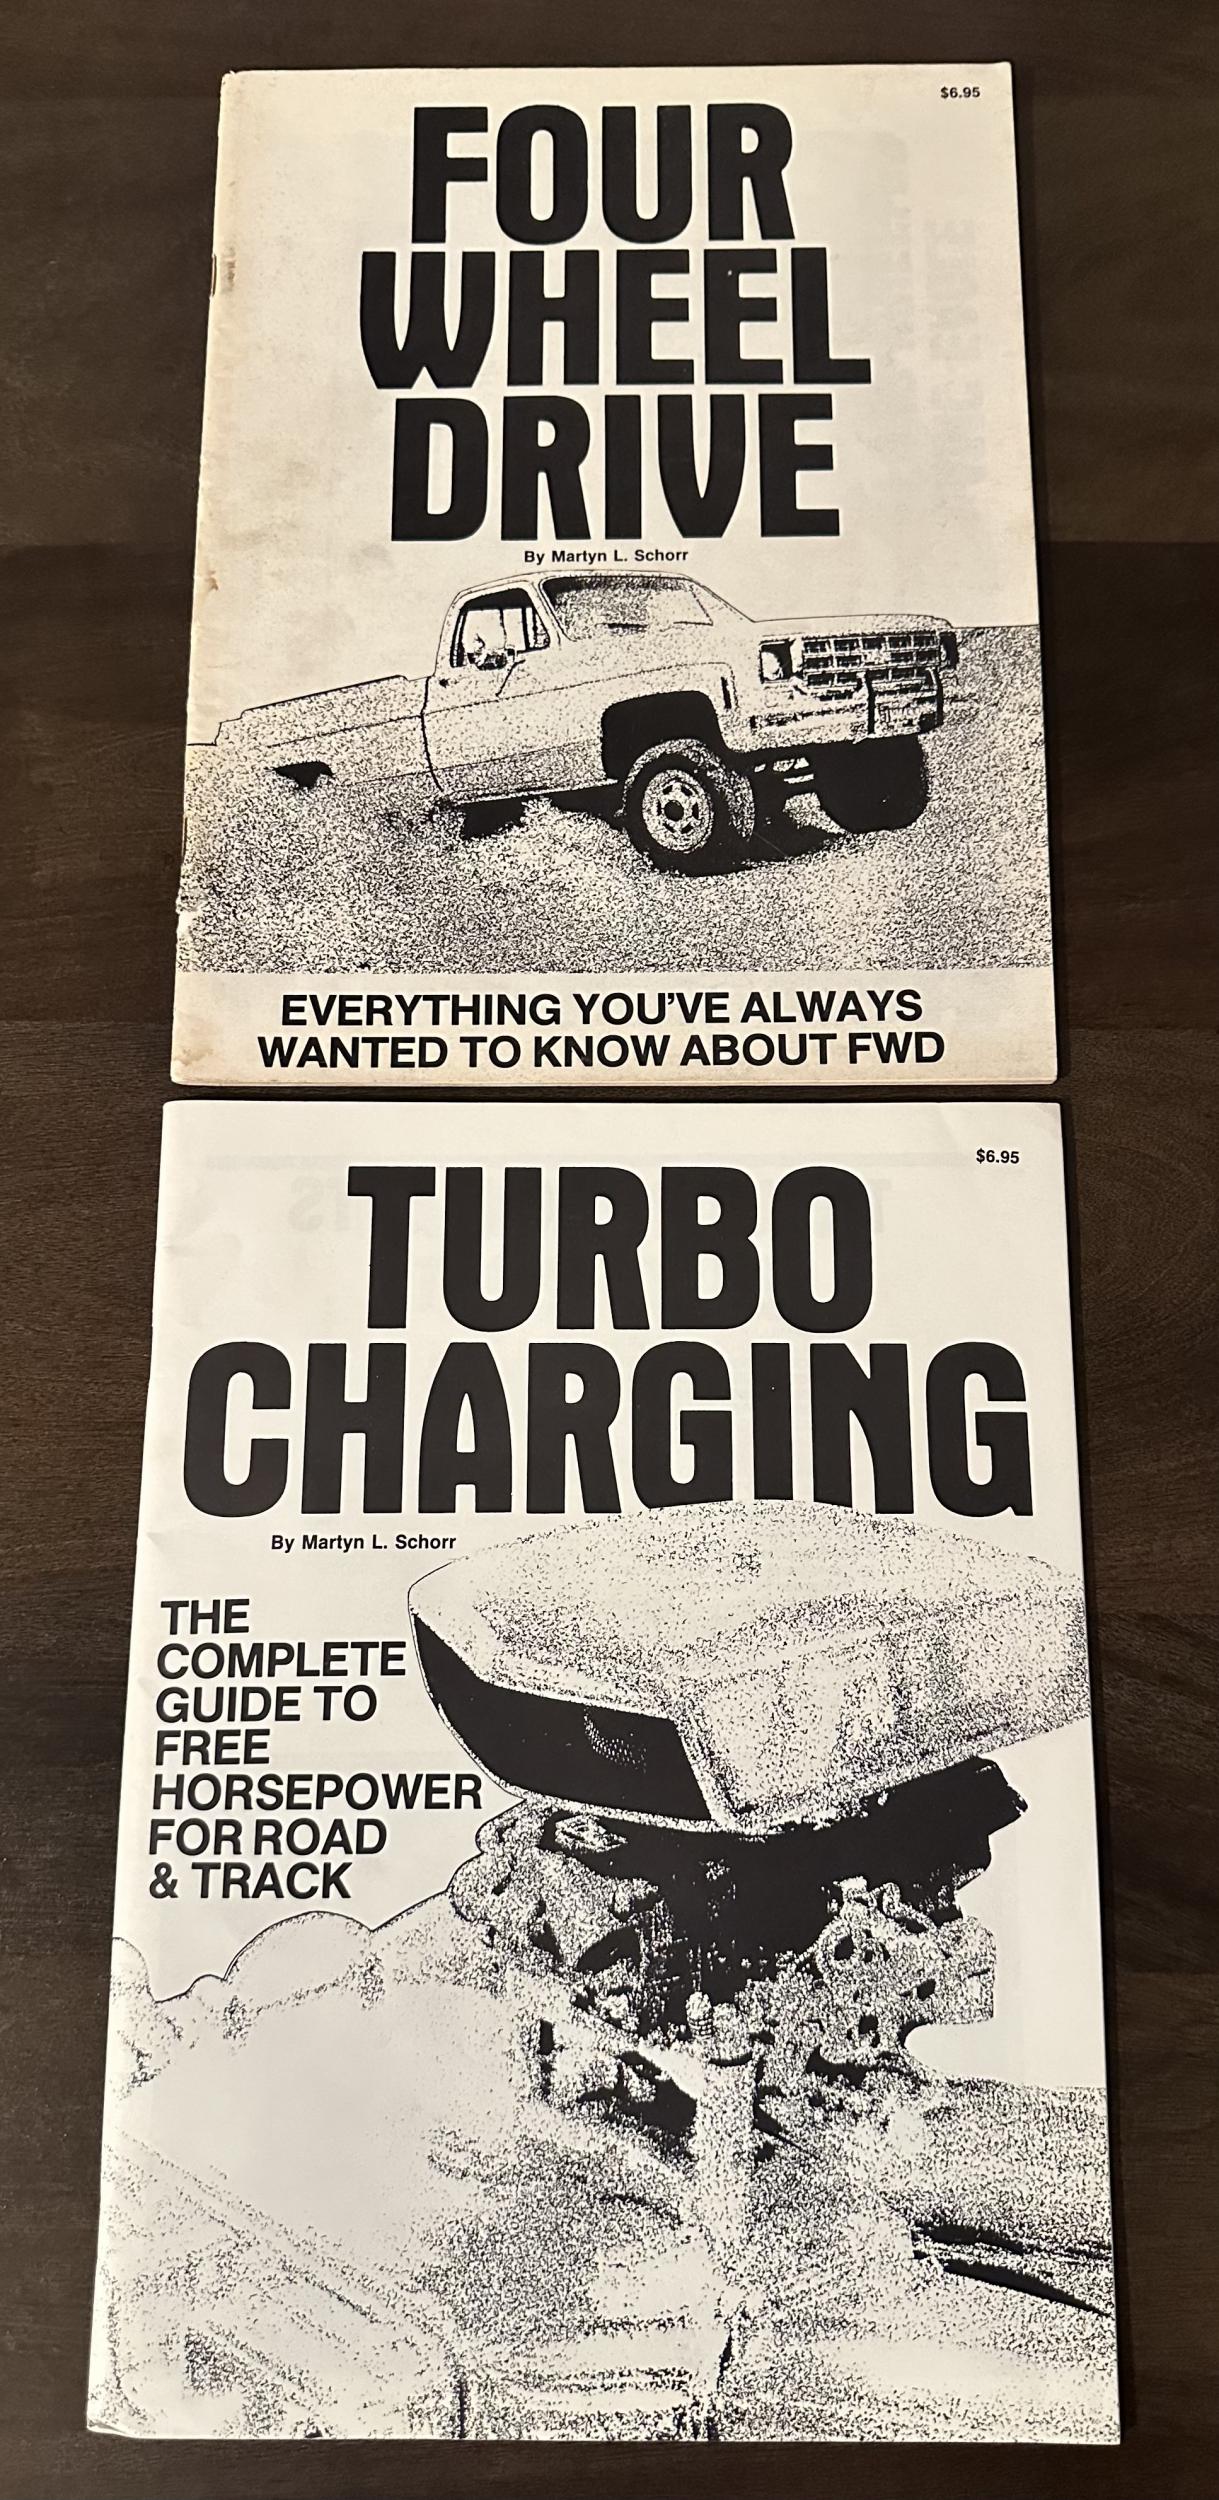 $6.95
FOUR
WHEEL
DRIVE
By Martyn L. Schorr
EVERYTHING YOU'VE ALWAYS
WANTED TO KNOW ABOUT FWD
$6.95
TURBO
CHARGING
By Martyn L. Schorr
THE
COMPLETE
GUIDE TO
FREE
HORSEPOWER
FOR ROAD
& TRACK